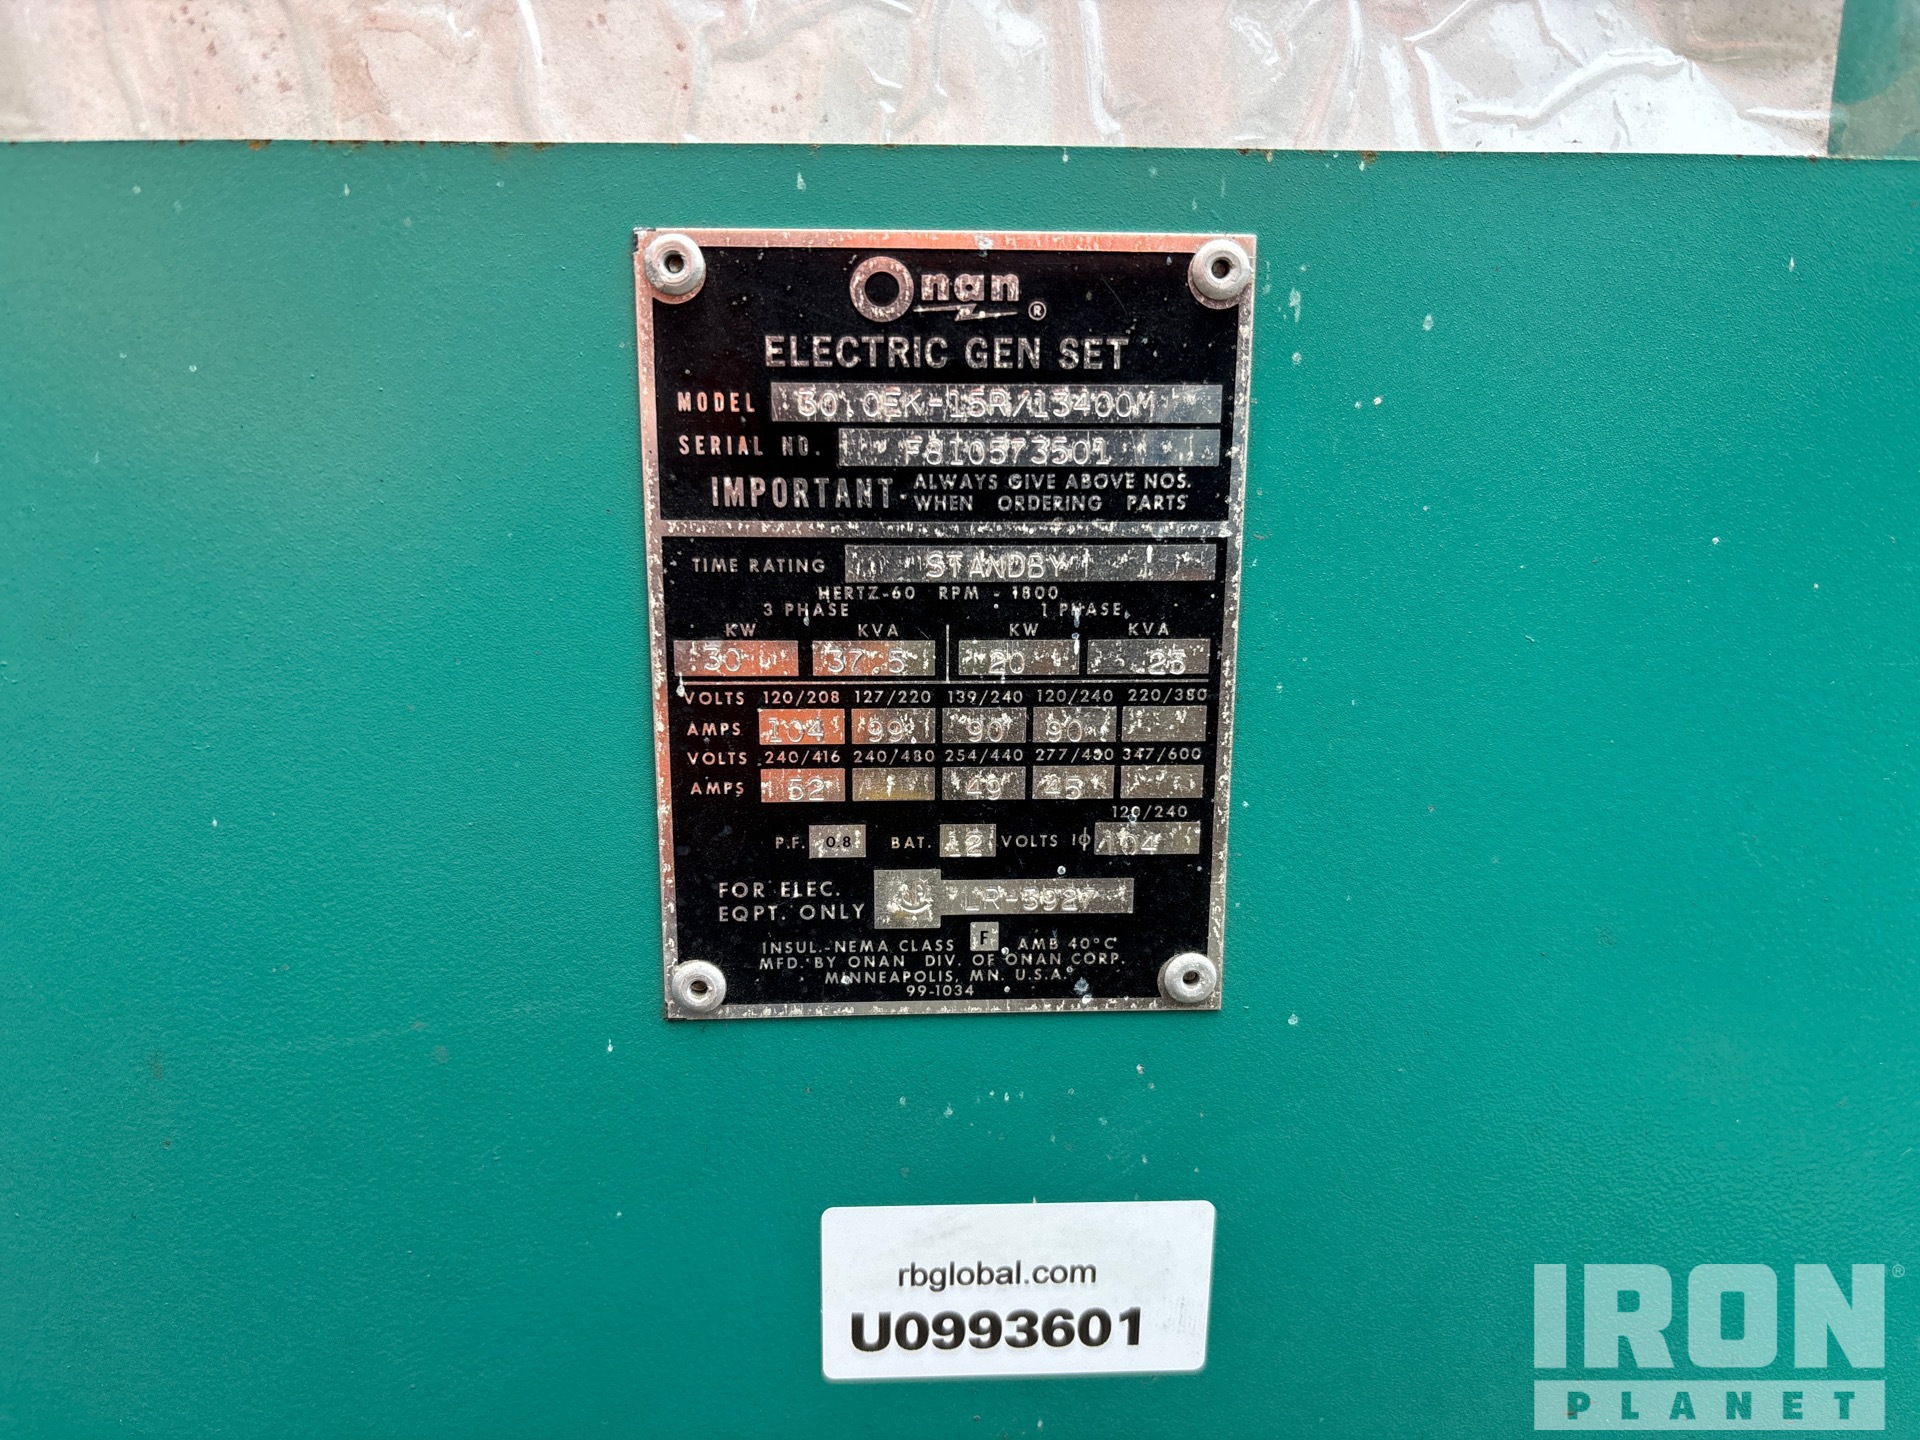 Onan ®
ELECTRIC GEN SET
MODEL 30.0EK-15R/13400M
SERIAL NO. F810573501
IMPORTANT ALWAYS GIVE ABOVE NOS.
WHEN ORDERING PARTS
TIME RATING STANDBY
HERTZ-60 RPM - 1800
3 PHASE 1 PHASE
KW KVA KW KVA
30 37.5 20 25
VOLTS 120/208 127/220 139/240 120/240 220/380
AMPS 104 99 90 90
VOLTS 240/416 240/480 254/440 277/480 347/600
AMPS 52 49 45
120/240
P.F. 08 BAT. 12 VOLTS 1ϕ 104
FOR ELEC.
EQPT. ONLY LR-5927
INSUL.-NEMA CLASS F AMB 40°C
MFD. BY ONAN DIV. OF ONAN CORP.
MINNEAPOLIS, MN. U.S.A.
99-1034
rbglobal.com
U0993601
IRON ®
PLANET